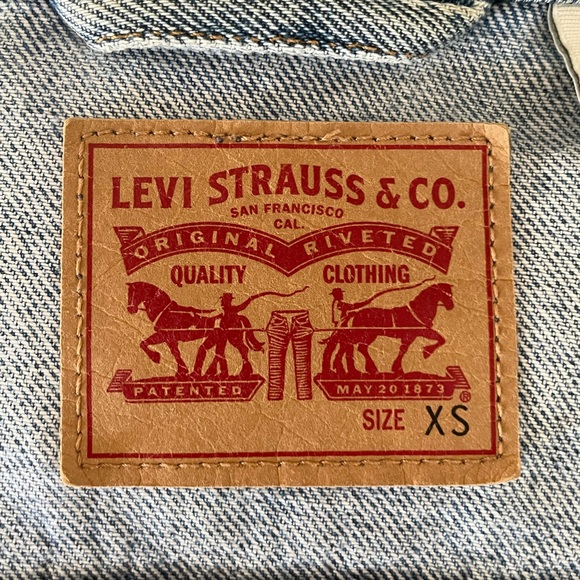 LEVI STRAUSS & CO.
SAN FRANCISCO
CAL.
ORIGINAL RIVETED
QUALITY CLOTHING
PATENTED MAY 20 1873
SIZE XS
®